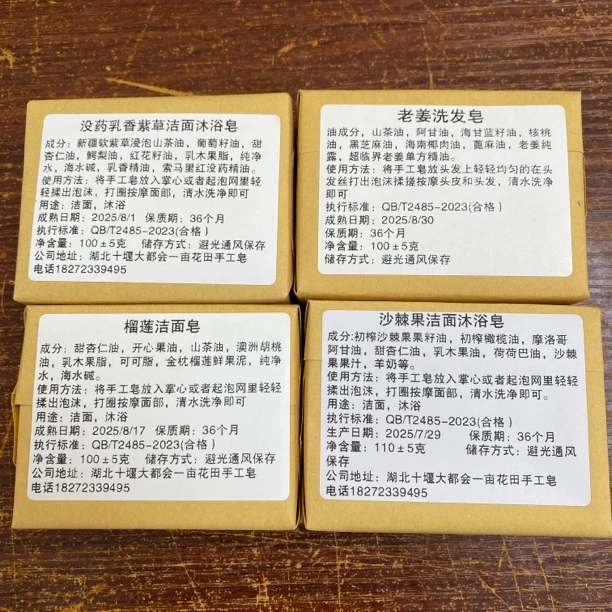 没药乳香紫草洁面沐浴皂
成分：新疆软紫草浸泡山茶油，葡萄籽油，甜
杏仁油，鳄梨油，红花籽油，乳木果脂，纯净
水，海水碱，乳香精油，索马里红没药精油。
使用方法：将手工皂放入掌心或者起泡网里轻
轻揉出泡沫，打圈按摩面部，清水洗净即可
用途：洁面，沐浴
成熟日期：2025/8/1 保质期：36个月
执行标准：QB/T2485-2023(合格）
净含量：100±5克 储存方式：避光通风保存
公司地址：湖北十堰大都会一亩花田手工皂
电话18272339495
老姜洗发皂
油成分，山茶油，阿甘油，海甘蓝籽油，核桃
油，黑芝麻油，海南椰肉油，蓖麻油，老姜纯
露，超临界老姜单方精油。
使用方法：将手工皂放头发上轻轻均匀的在头
发丝打出泡沫揉搓按摩头皮和头发，清水洗净
即可
执行标准：QB/T2485-2023(合格）
成熟日期：2025/8/30
保质期：36个月
净含量：100±5克
储存方式：避光通风保存
榴莲洁面皂
成分：甜杏仁油，开心果油，山茶油，澳洲胡桃
油，乳木果脂，可可脂，金枕榴莲鲜果泥，纯净
水，海水碱。
使用方法：将手工皂放入掌心或者起泡网里轻轻
揉出泡沫，打圈按摩面部，清水洗净即可
用途：洁面，沐浴
执行标准：QB/T2485-2023(合格）
成熟日期：2025/8/17 保质期：36个月
净含量：100±5克 储存方式：避光通风保存
公司地址：湖北十堰大都会一亩花田手工皂
电话18272339495
沙棘果洁面沐浴皂
成分:初榨沙棘果果籽油，初榨橄榄油，摩洛哥
阿甘油，甜杏仁油，乳木果油，荷荷巴油，沙棘
果果汁，羊奶等。
使用方法：将手工皂放入掌心或者起泡网里轻轻
揉出泡沫，打圈按摩面部，清水洗净即可。
用途：洁面，沐浴
执行标准：QB/T2485-2023(合格）
生产日期：2025/7/29 保质期：36个月
净含量：110±5克 储存方式：避光通风
保存
公司地址：湖北十堰大都会一亩花田手工皂
电话18272339495